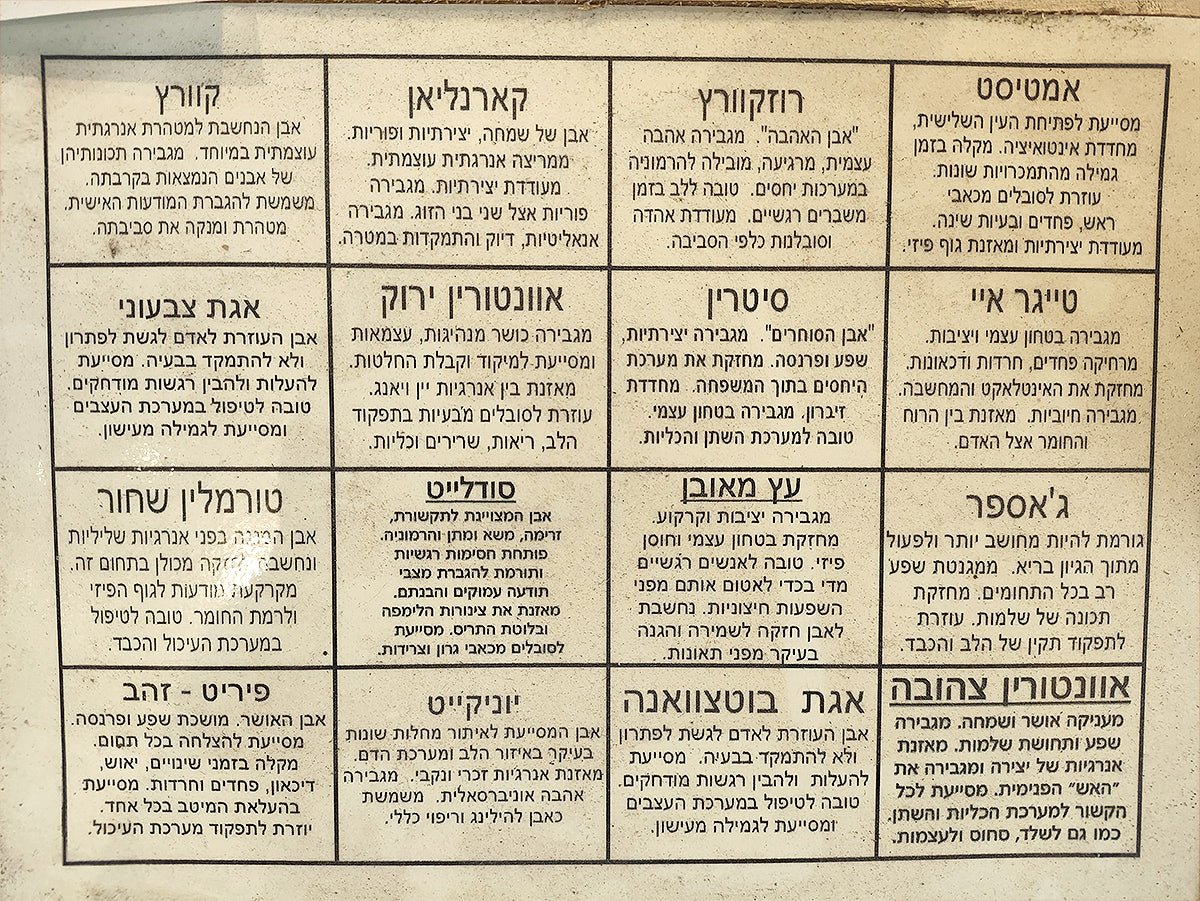 אמטיסט
מסייעת לפתיחת העין השלישית,
מחדדת אינטואיציה. מקלה בזמן
גמילה מהתמכרויות שונות.
עוזרת לסובלים מכאבי
ראש, פחדים ובעיות שינה.
מעודדת יצירתיות ומאזנת גוף פיזי.
רוזקוורץ
"אבן האהבה". מגבירה אהבה
עצמית, מרגיעה, מובילה להרמוניה
במערכות יחסים. טובה ללב בזמן
משברים רגשיים. מעודדת אהדה
וסובלנות כלפי הסביבה.
קארנליאן
אבן של שמחה, יצירתיות ופוריות.
ממריצה אנרגתית עוצמתית.
מעודדת יצירתיות. מגבירה
פוריות אצל שני בני הזוג. מגבירה
אנאליטיות, דיוק והתמקדות במטרה.
קוורץ
אבן הנחשבת למטהרת אנרגתית
עוצמתית במיוחד. מגבירה תכונותיהן
של אבנים הנמצאות בקרבתה.
משמשת להגברת המודעות האישית.
מטהרת ומנקה את סביבתה.
טייגר איי
מגבירה בטחון עצמי ויציבות.
מרחיקה פחדים, חרדות ודכאונות.
מחזקת את האינטלאקט והמחשבה.
מגבירה חיוביות. מאזנת בין הרוח
והחומר אצל האדם.
סיטרין
"אבן הסוחרים". מגבירה יצירתיות,
שפע ופרנסה. מחזקת את מערכת
היחסים בתוך המשפחה. מחדדת
זיכרון. מגבירה בטחון עצמי.
טובה למערכת השתן והכליות.
אוונטורין ירוק
מגבירה כושר מנהיגות, עצמאות
ומסייעת למיקוד וקבלת החלטות.
מאזנת בין אנרגיות יין ויאנג.
עוזרת לסובלים מבעיות בתפקוד
הלב, ריאות, שרירים וכליות.
אגת צבעוני
אבן העוזרת לאדם לגשת לפתרון
ולא להתמקד בבעיה. מסייעת
להעלות ולהבין רגשות מודחקים.
טובה לטיפול במערכת העצבים
ומסייעת לגמילה מעישון.
ג'אספר
גורמת להיות מחושב יותר ולפעול
מתוך הגיון בריא. ממגנטת שפע
רב בכל התחומים. מחזקת
תכונה של שלמות. עוזרת
לתפקוד תקין של הלב והכבד.
עץ מאובן
מגבירה יציבות וקרקוע.
מחזקת בטחון עצמי וחוסן
פיזי. טובה לאנשים רגשיים
מדי בכדי לאטום אותם מפני
השפעות חיצוניות. נחשבת
לאבן חזקה לשמירה והגנה
בעיקר מפני תאונות.
סודלייט
אבן המצויינת לתקשורת,
זרימה, משא ומתן והרמוניה.
פותחת חסימות רגשיות
ותורמת להגברת מצבי
תודעה עמוקים והבנתם.
מאזנת את צינורות הלימפה
ובלוטת התריס. מסייעת
לסובלים מכאבי גרון וצרידות.
טורמלין שחור
אבן המגנה בפני אנרגיות שליליות
ונחשבת מכולן בתחום זה.
מקרקעת מודעות לגוף הפיזי
ולרמת החומר. טובה לטיפול
במערכת העיכול והכבד.
אוונטורין צהובה
מעניקה אושר ושמחה. מגבירה
שפע ותחושת שלמות. מאזנת
אנרגיות של יצירה ומגבירה את
״האש״ הפנימית. מסייעת לכל
הקשור למערכת הכליות והשתן.
כמו גם לשלד, סחוס ולעצמות.
אגת בוטצוואנה
אבן העוזרת לאדם לגשת לפתרון
ולא להתמקד בבעיה. מסייעת
להעלות ולהבין רגשות מודחקים.
טובה לטיפול במערכת העצבים
ומסייעת לגמילה מעישון.
יוניקייט
אבן המסייעת לאיתור מחלות שונות
בעיקר באיזור הלב ומערכת הדם.
מאזנת אנרגיות זכרי ונקבי. מגבירה
אהבה אוניברסאלית. משמשת
כאבן להילינג וריפוי כללי.
פיריט - זהב
אבן האושר. מושכת שפע ופרנסה.
מסייעת להצלחה בכל תחום.
מקלה בזמני שינויים, יאוש,
דיכאון, פחדים וחרדות. מסייעת
בהעלאת המיטב בכל אחד.
יוזרת לתפקוד מערכת העיכול.